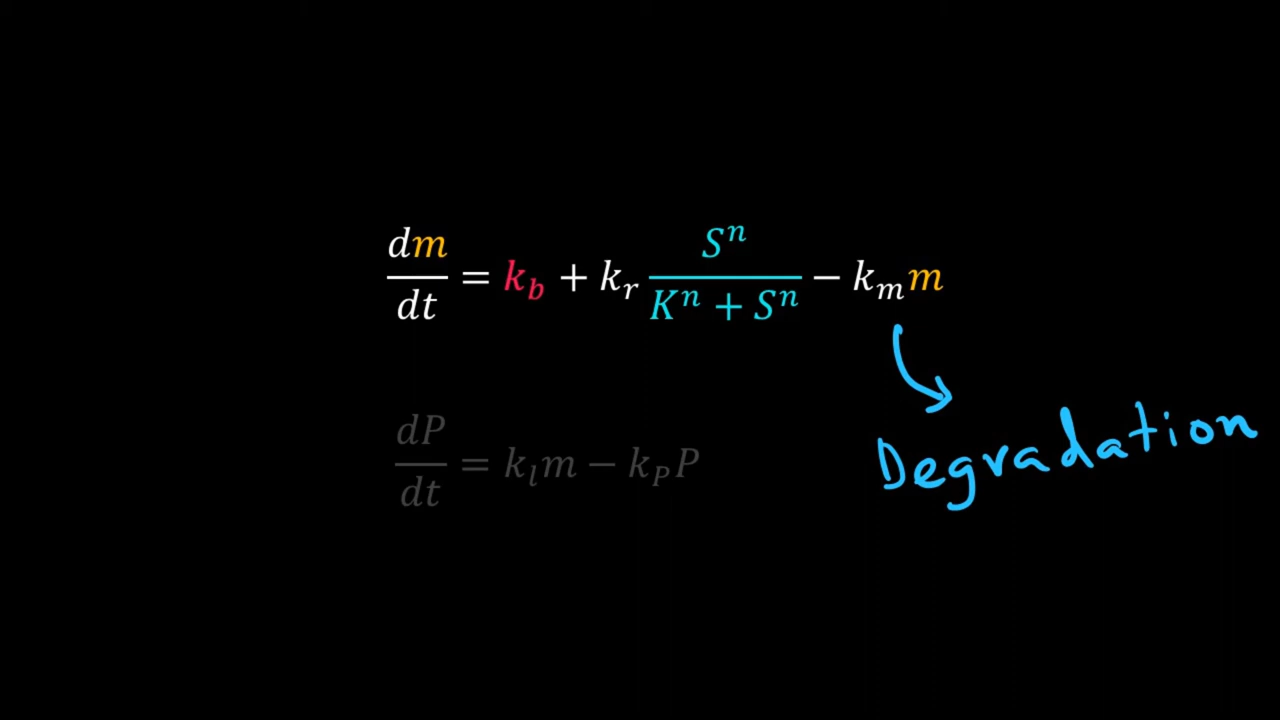 dm/dt = k_b + k_r S^n/(K^n + S^n) − k_m m
Degradation
dP/dt = k_l m − k_P P